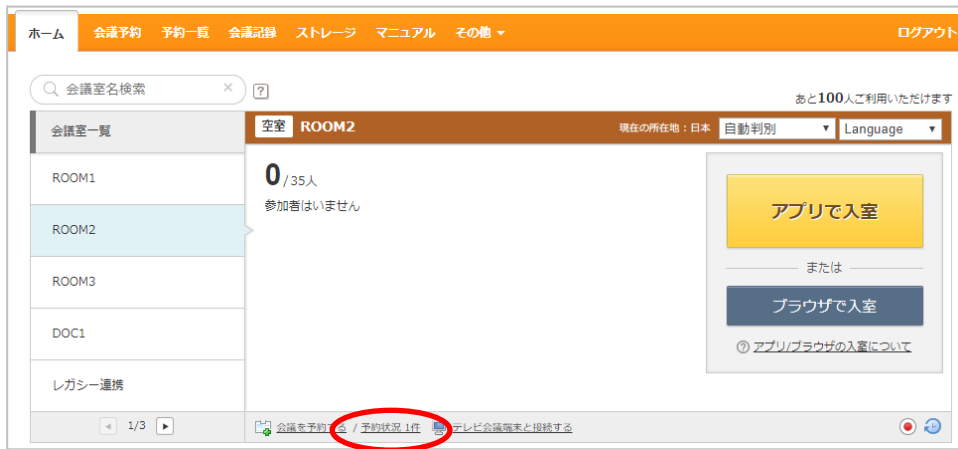 ホーム 会議予約 予約一覧 会議記録 ストレージ マニュアル その他 ▼ ログアウト
会議室名検索 × ?
あと100人ご利用いただけます
会議室一覧
空室 ROOM2 現在の所在地：日本 自動判別 ▼ Language ▼
ROOM1
ROOM2
ROOM3
DOC1
レガシー連携
1/3
0/35人
参加者はいません
アプリで入室
または
ブラウザで入室
? アプリ/ブラウザの入室について
会議を予約する / 予約状況 1件 テレビ会議端末と接続する